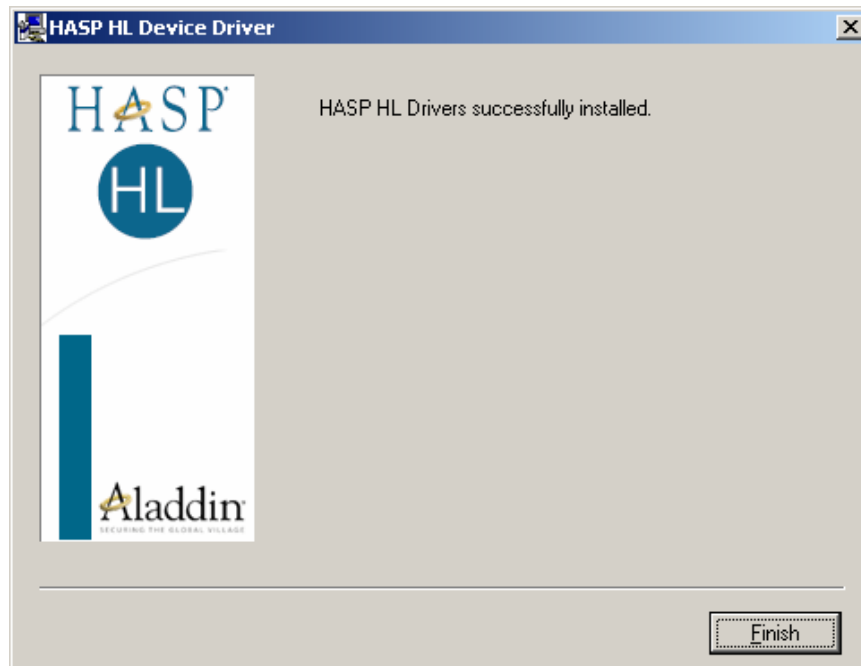 HASP HL Device Driver
HASP
HL
HASP HL Drivers successfully installed.
Aladdin
SECURING THE GLOBAL VILLAGE
Finish